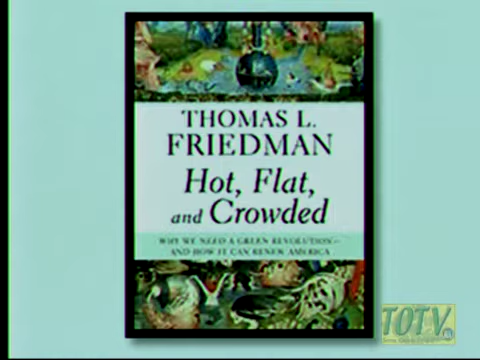 THOMAS L.
FRIEDMAN
Hot, Flat,
and Crowded
WHY WE NEED A GREEN REVOLUTION—
AND HOW IT CAN RENEW AMERICA
TOTV